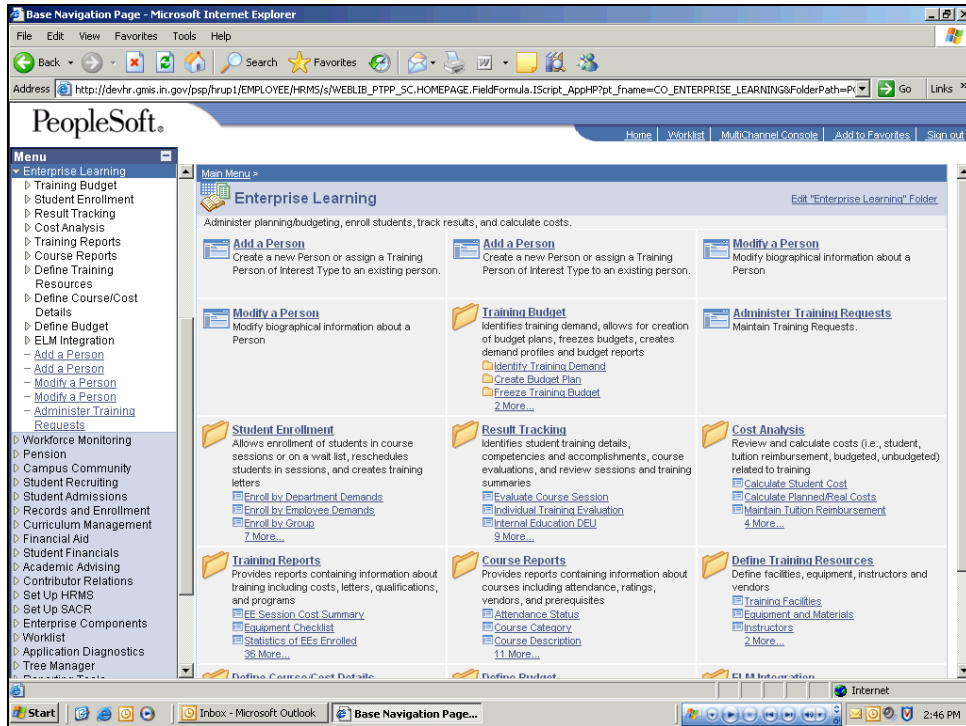 Base Navigation Page - Microsoft Internet Explorer
File Edit View Favorites Tools Help
Back Search Favorites
Address http://devhr.gmis.in.gov/psp/hrup1/EMPLOYEE/HRMS/s/WEBLIB_PTPP_SC.HOMEPAGE.FieldFormula.IScript_AppHP?pt_fname=CO_ENTERPRISE_LEARNING&FolderPath=P Go Links »
PeopleSoft.
Home Worklist MultiChannel Console Add to Favorites Sign out
Menu
Enterprise Learning
Training Budget
Student Enrollment
Result Tracking
Cost Analysis
Training Reports
Course Reports
Define Training
Resources
Define Course/Cost
Details
Define Budget
ELM Integration
– Add a Person
– Add a Person
– Modify a Person
– Modify a Person
– Administer Training
Requests
Workforce Monitoring
Pension
Campus Community
Student Recruiting
Student Admissions
Records and Enrollment
Curriculum Management
Financial Aid
Student Financials
Academic Advising
Contributor Relations
Set Up HRMS
Set Up SACR
Enterprise Components
Worklist
Application Diagnostics
Tree Manager
Reporting Tools
Main Menu >
Enterprise Learning
Edit "Enterprise Learning" Folder
Administer planning/budgeting, enroll students, track results, and calculate costs.
Add a Person
Create a new Person or assign a Training
Person of Interest Type to an existing person.
Add a Person
Create a new Person or assign a Training
Person of Interest Type to an existing person.
Modify a Person
Modify biographical information about a
Person
Modify a Person
Modify biographical information about a
Person
Training Budget
Identifies training demand, allows for creation
of budget plans, freezes budgets, creates
demand profiles and budget reports
Identify Training Demand
Create Budget Plan
Freeze Training Budget
2 More...
Administer Training Requests
Maintain Training Requests.
Student Enrollment
Allows enrollment of students in course
sessions or on a wait list, reschedules
students in sessions, and creates training
letters
Enroll by Department Demands
Enroll by Employee Demands
Enroll by Group
7 More...
Result Tracking
Identifies student training details,
competencies and accomplishments, course
evaluations, and review sessions and training
summaries
Evaluate Course Session
Individual Training Evaluation
Internal Education DEU
9 More...
Cost Analysis
Review and calculate costs (i.e., student,
tuition reimbursement, budgeted, unbudgeted)
related to training
Calculate Student Cost
Calculate Planned/Real Costs
Maintain Tuition Reimbursement
4 More...
Training Reports
Provides reports containing information about
training including costs, letters, qualifications,
and programs
EE Session Cost Summary
Equipment Checklist
Statistics of EEs Enrolled
36 More...
Course Reports
Provides reports containing information about
courses including attendance, ratings,
vendors, and prerequisites
Attendance Status
Course Category
Course Description
11 More...
Define Training Resources
Define facilities, equipment, instructors and
vendors
Training Facilities
Equipment and Materials
Instructors
2 More...
Define Course/Cost Details
Define Budget
ELM Integration
Internet
Start Inbox - Microsoft Outlook Base Navigation Page... 2:46 PM